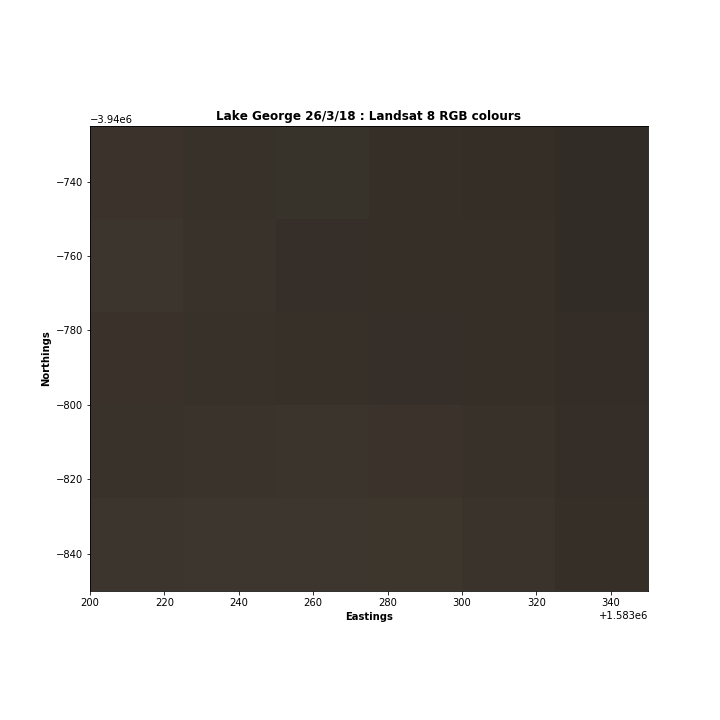 Lake George 26/3/18 : Landsat 8 RGB colours
−3.94e6
−740
−760
−780
−800
−820
−840
Northings
200 220 240 260 280 300 320 340
+1.583e6
Eastings